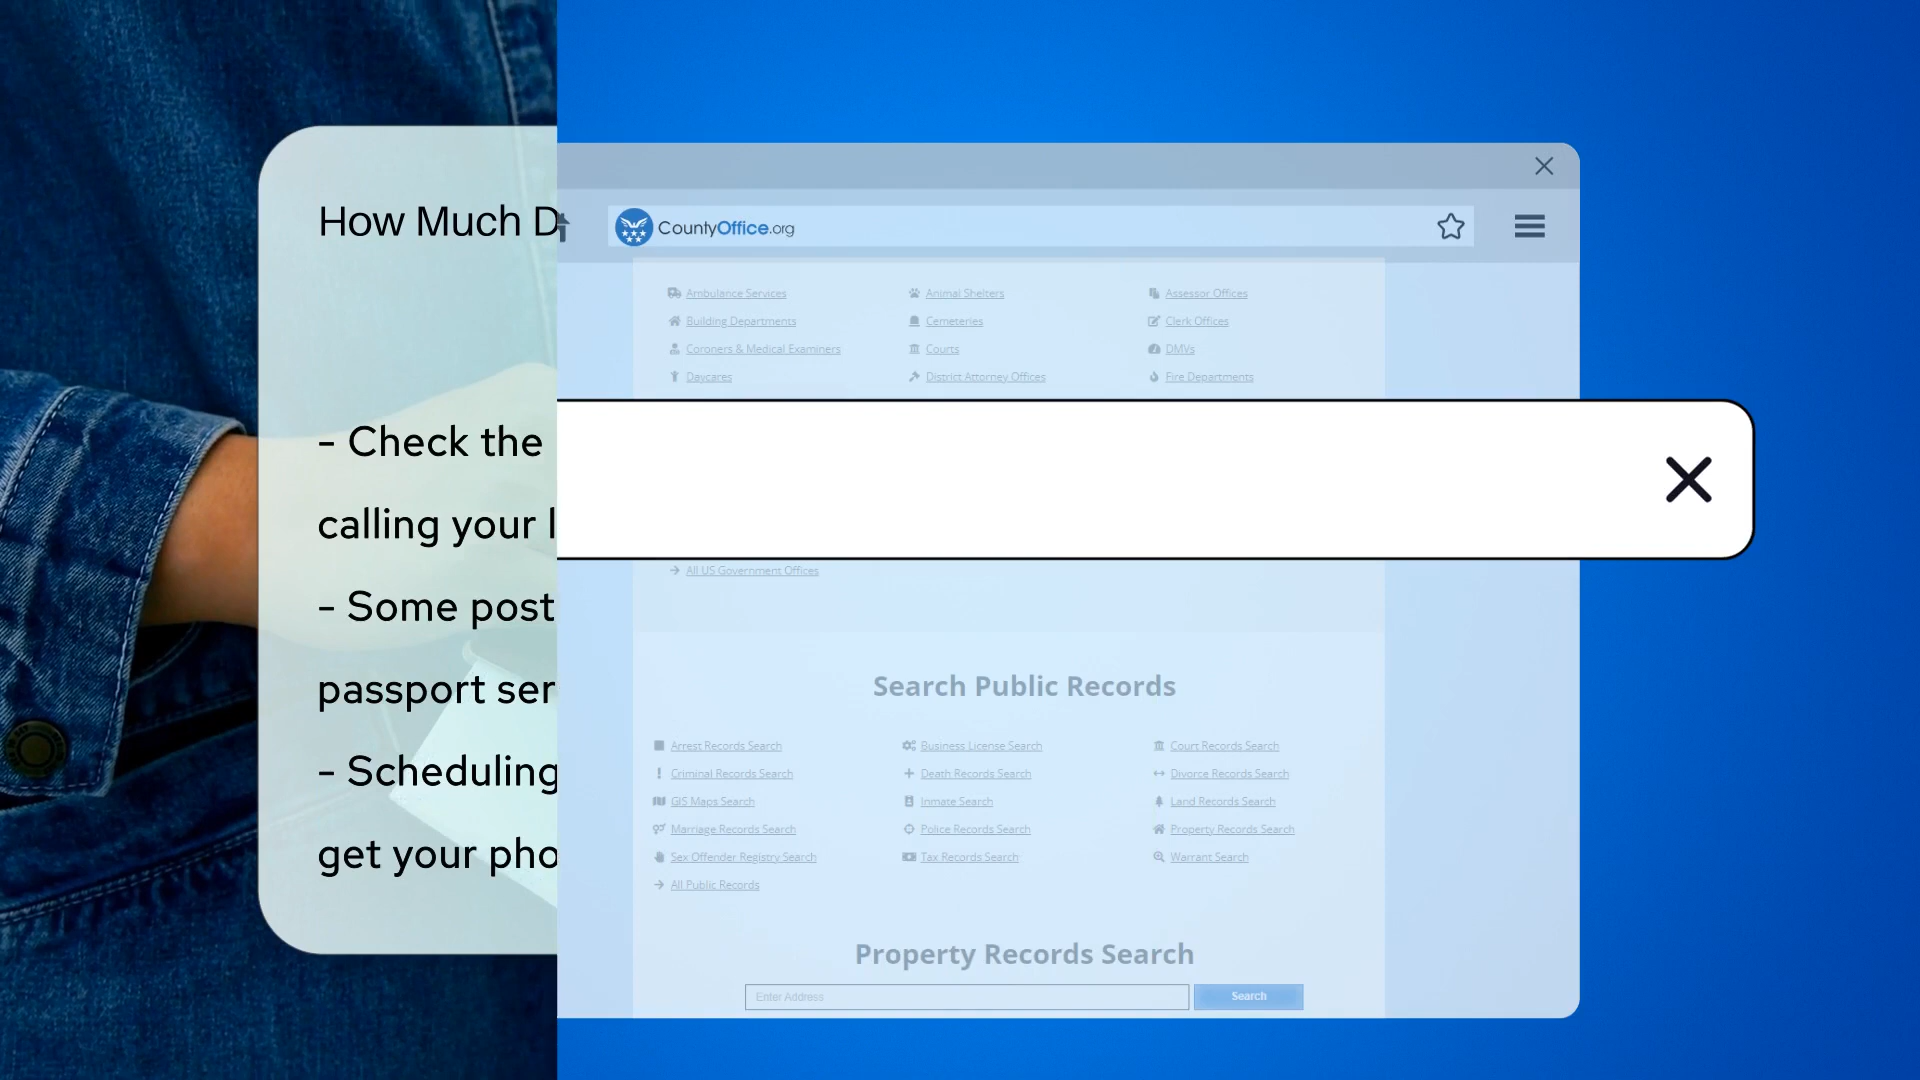 How Much D
- Check the
calling your l
- Some post
passport ser
- Scheduling
get your pho
CountyOffice.org
Ambulance Services
Animal Shelters
Assessor Offices
Building Departments
Cemeteries
Clerk Offices
Coroners & Medical Examiners
Courts
DMVs
Daycares
District Attorney Offices
Fire Departments
All US Government Offices
Search Public Records
Arrest Records Search
Business License Search
Court Records Search
Criminal Records Search
Death Records Search
Divorce Records Search
GIS Maps Search
Inmate Search
Land Records Search
Marriage Records Search
Police Records Search
Property Records Search
Sex Offender Registry Search
Tax Records Search
Warrant Search
All Public Records
Property Records Search
Enter Address
Search